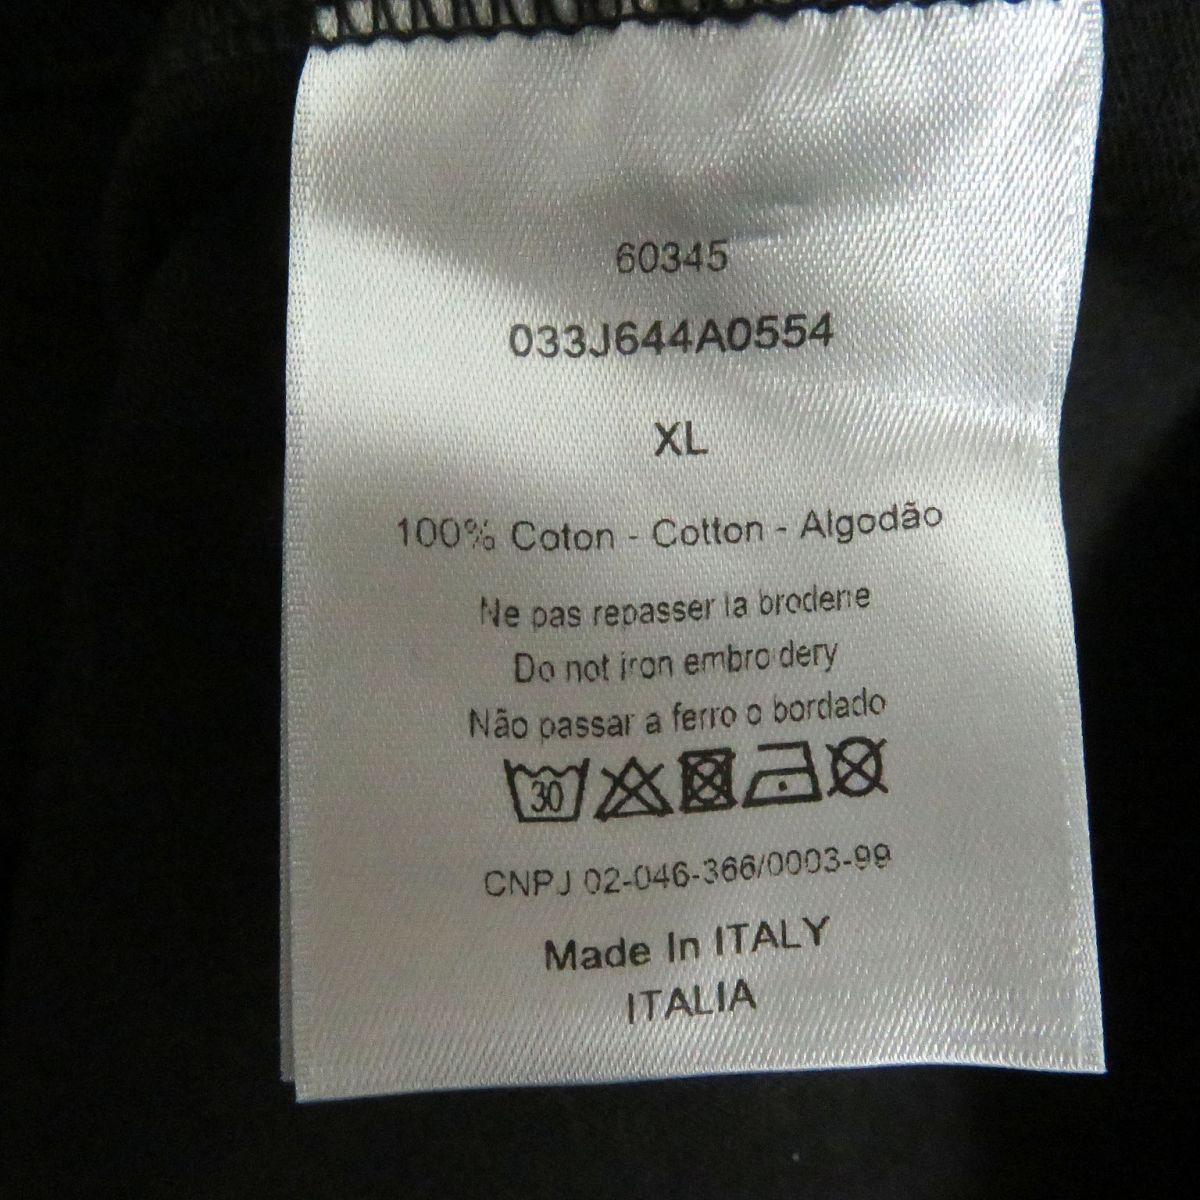 60345
033J644A0554
XL
100% Coton - Cotton - Algodão
Ne pas repasser la broderie
Do not iron embroidery
Não passar a ferro o bordado
30
CNPJ 02-046-366/0003-99
Made In ITALY
ITALIA